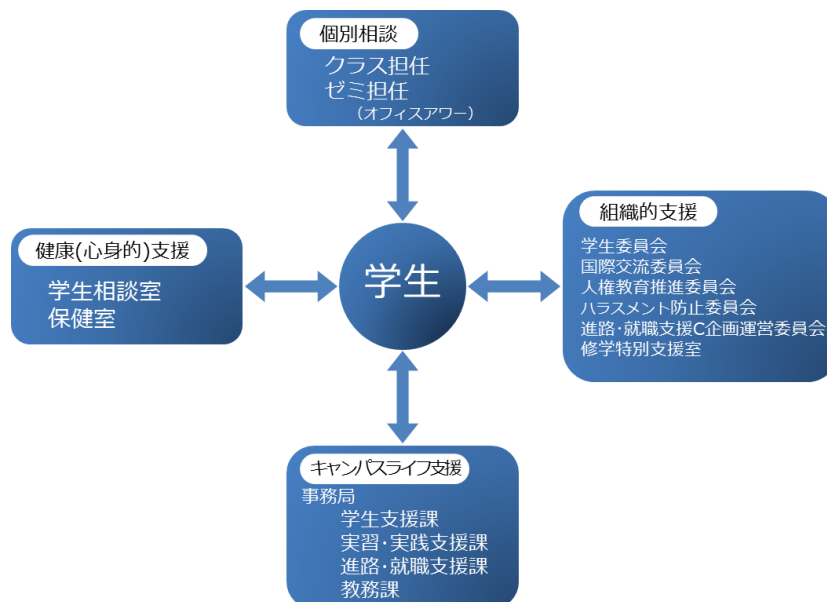 個別相談
クラス担任
ゼミ担任
（オフィスアワー）
健康(心身的)支援
学生相談室
保健室
学生
組織的支援
学生委員会
国際交流委員会
人権教育推進委員会
ハラスメント防止委員会
進路・就職支援C企画運営委員会
修学特別支援室
キャンパスライフ支援
事務局
学生支援課
実習・実践支援課
進路・就職支援課
教務課